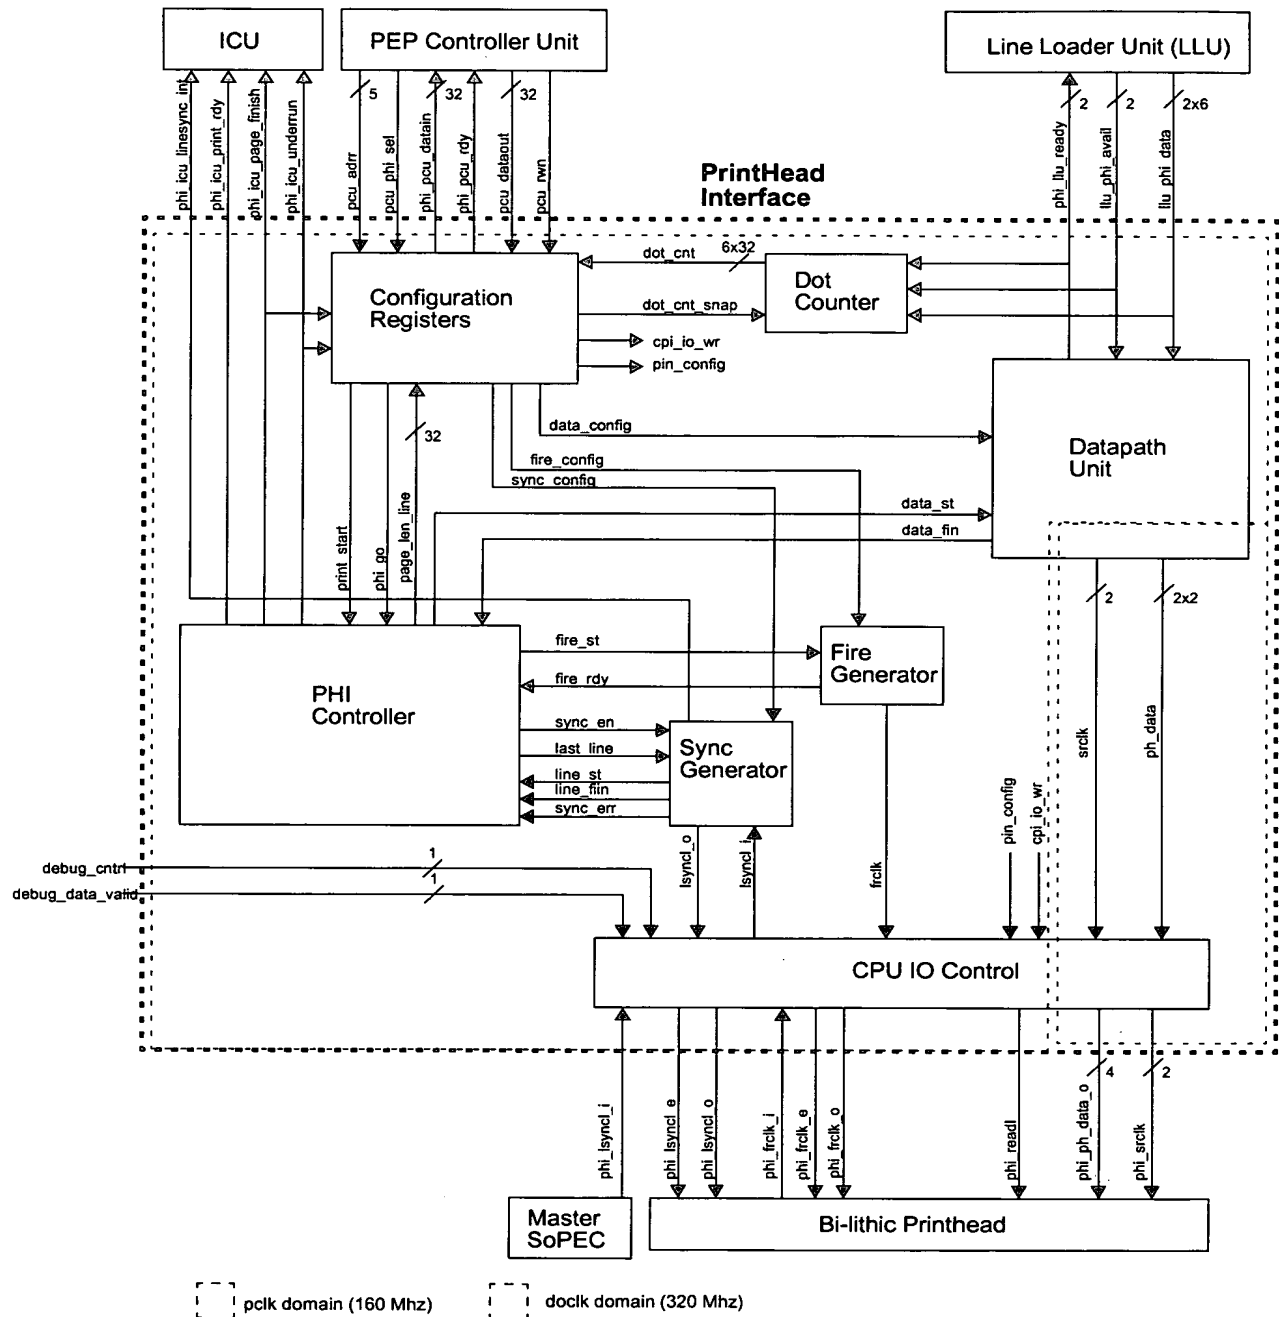 ICU
PEP Controller Unit
Line Loader Unit (LLU)
phi_icu_linesync_int
phi_icu_print_rdy
phi_icu_page_finish
phi_icu_underrun
5
pcu_adrr
pcu_phi_sel
32
phi_pcu_datain
phi_pcu_rdy
32
pcu_dataout
pcu_rwn
2
phi_llu_ready
2
llu_phi_avail
2x6
llu_phi_data
PrintHead
Interface
Configuration
Registers
dot_cnt
6x32
dot_cnt_snap
cpi_io_wr
pin_config
Dot
Counter
Datapath
Unit
32
data_config
fire_config
sync_config
data_st
data_fin
print_start
phi_go
page_len_line
2
2x2
PHI
Controller
fire_st
fire_rdy
Fire
Generator
sync_en
last_line
line_st
line_fiin
sync_err
Sync
Generator
srclk
ph_data
pin_config
cpi_io_wr
lsyncl_o
lsyncl_i
frclk
debug_cntrl
1
debug_data_valid
1
CPU IO Control
4
2
phi_lsyncl_i
phi_lsyncl_e
phi_lsyncl_o
phi_frclk_i
phi_frclk_e
phi_frclk_o
phi_readl
phi_ph_data_o
phi_srclk
Master
SoPEC
Bi-lithic Printhead
pclk domain (160 Mhz)
doclk domain (320 Mhz)